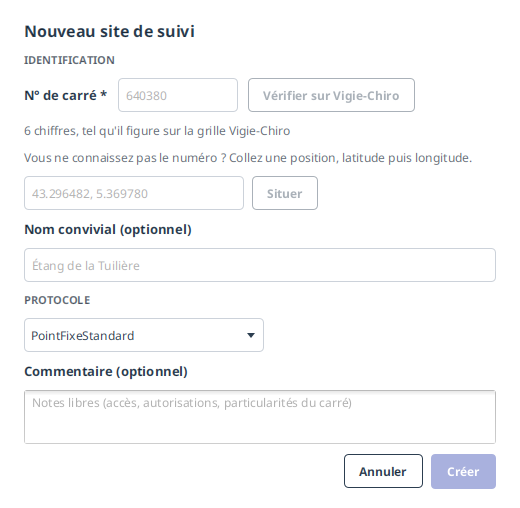 Nouveau site de suivi
IDENTIFICATION
N° de carré * 640380 Vérifier sur Vigie-Chiro
6 chiffres, tel qu'il figure sur la grille Vigie-Chiro
Vous ne connaissez pas le numéro ? Collez une position, latitude puis longitude.
43.296482, 5.369780 Situer
Nom convivial (optionnel)
Étang de la Tuilière
PROTOCOLE
PointFixeStandard
Commentaire (optionnel)
Notes libres (accès, autorisations, particularités du carré)
Annuler Créer